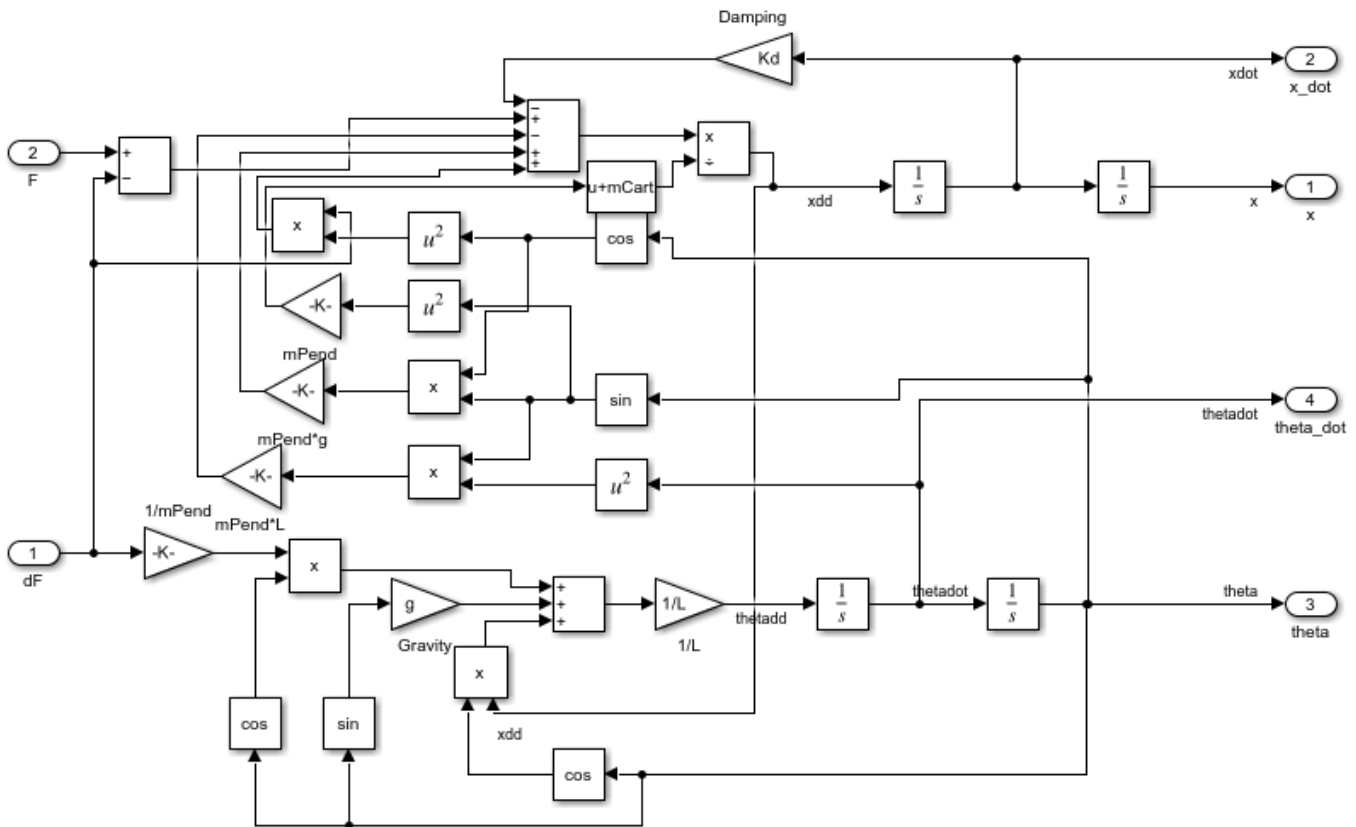 Damping
Kd
xdot
2
x_dot
2
F
+
−
−
+
−
+
+
x
÷
u+mCart
xdd
1
s
1
s
x
1
x
x
u²
cos
-K-
u²
mPend
-K-
x
sin
thetadot
4
theta_dot
mPend*g
-K-
x
u²
1/mPend
mPend*L
1
dF
-K-
x
g
Gravity
+
+
+
1/L
1/L
thetadd
1
s
thetadot
1
s
theta
3
theta
x
cos
sin
xdd
cos